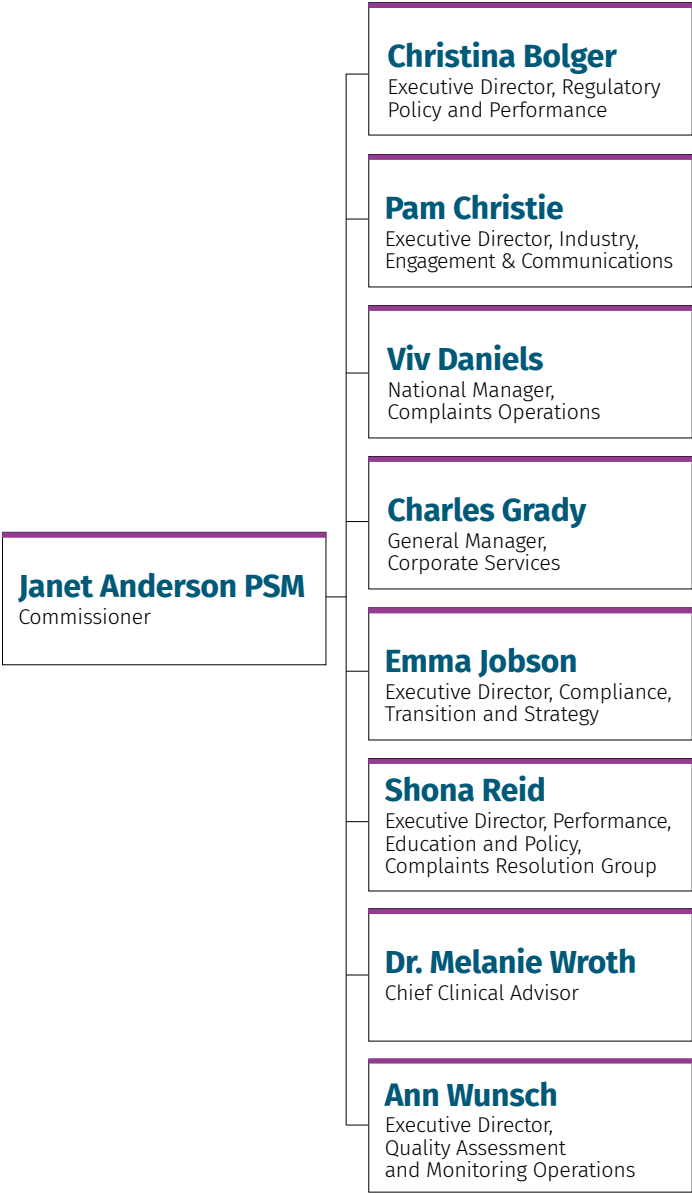 Christina Bolger
Executive Director, Regulatory
Policy and Performance
Pam Christie
Executive Director, Industry,
Engagement & Communications
Viv Daniels
National Manager,
Complaints Operations
Charles Grady
General Manager,
Corporate Services
Janet Anderson PSM
Commissioner
Emma Jobson
Executive Director, Compliance,
Transition and Strategy
Shona Reid
Executive Director, Performance,
Education and Policy,
Complaints Resolution Group
Dr. Melanie Wroth
Chief Clinical Advisor
Ann Wunsch
Executive Director,
Quality Assessment
and Monitoring Operations